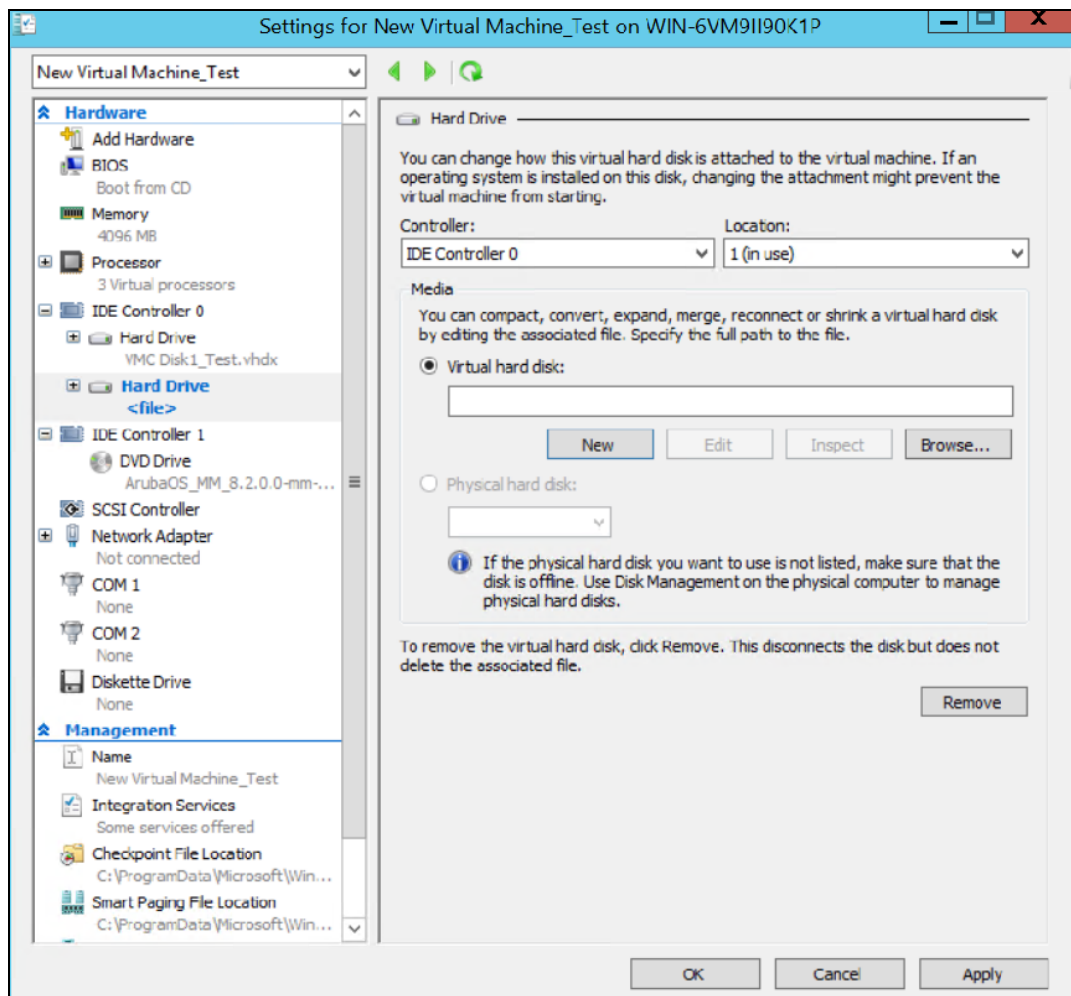 Settings for New Virtual Machine_Test on WIN-6VM9II90K1P
X
New Virtual Machine_Test
Hardware
Add Hardware
BIOS
Boot from CD
Memory
4096 MB
Processor
3 Virtual processors
IDE Controller 0
Hard Drive
VMC Disk1_Test.vhdx
Hard Drive
<file>
IDE Controller 1
DVD Drive
ArubaOS_MM_8.2.0.0-mm-...
SCSI Controller
Network Adapter
Not connected
COM 1
None
COM 2
None
Diskette Drive
None
Management
Name
New Virtual Machine_Test
Integration Services
Some services offered
Checkpoint File Location
C:\ProgramData\Microsoft\Win...
Smart Paging File Location
C:\ProgramData\Microsoft\Win...
Hard Drive
You can change how this virtual hard disk is attached to the virtual machine. If an
operating system is installed on this disk, changing the attachment might prevent the
virtual machine from starting.
Controller:
Location:
IDE Controller 0
1 (in use)
Media
You can compact, convert, expand, merge, reconnect or shrink a virtual hard disk
by editing the associated file. Specify the full path to the file.
Virtual hard disk:
New
Edit
Inspect
Browse...
Physical hard disk:
If the physical hard disk you want to use is not listed, make sure that the
disk is offline. Use Disk Management on the physical computer to manage
physical hard disks.
To remove the virtual hard disk, click Remove. This disconnects the disk but does not
delete the associated file.
Remove
OK
Cancel
Apply